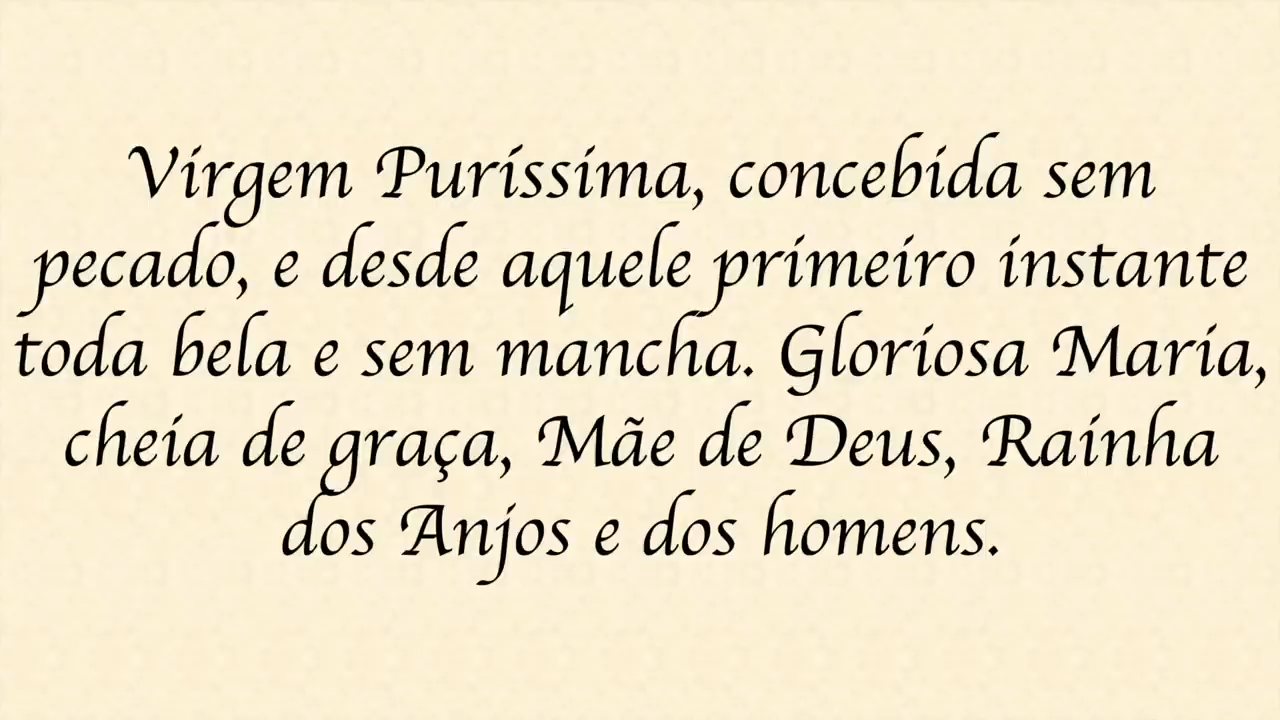 Virgem Puríssima, concebida sem
pecado, e desde aquele primeiro instante
toda bela e sem mancha. Gloriosa Maria,
cheia de graça, Mãe de Deus, Rainha
dos Anjos e dos homens.